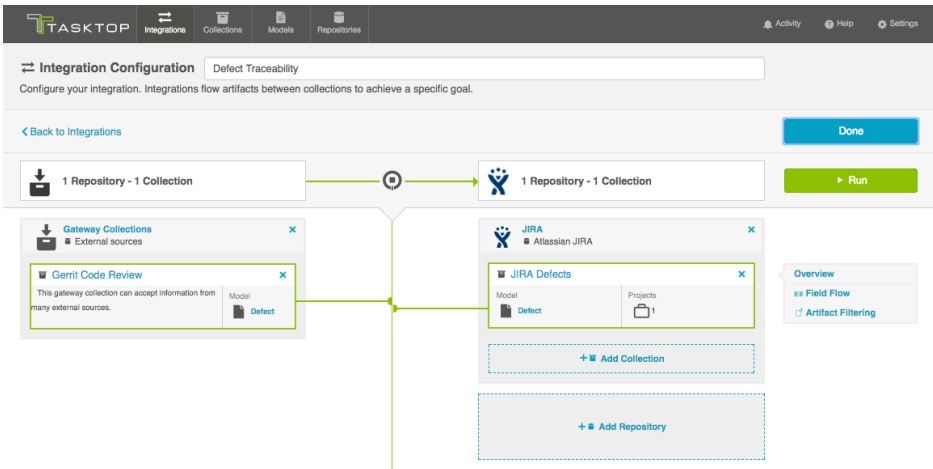 TASKTOP
Integrations
Collections
Models
Repositories
Activity
Help
Settings
Integration Configuration
Defect Traceability
Configure your integration. Integrations flow artifacts between collections to achieve a specific goal.
Back to Integrations
Done
1 Repository - 1 Collection
1 Repository - 1 Collection
Run
Gateway Collections
External sources
Gerrit Code Review
This gateway collection can accept information from
many external sources.
Model
Defect
JIRA
Atlassian JIRA
JIRA Defects
Model
Defect
Projects
1
+ Add Collection
+ Add Repository
Overview
Field Flow
Artifact Filtering